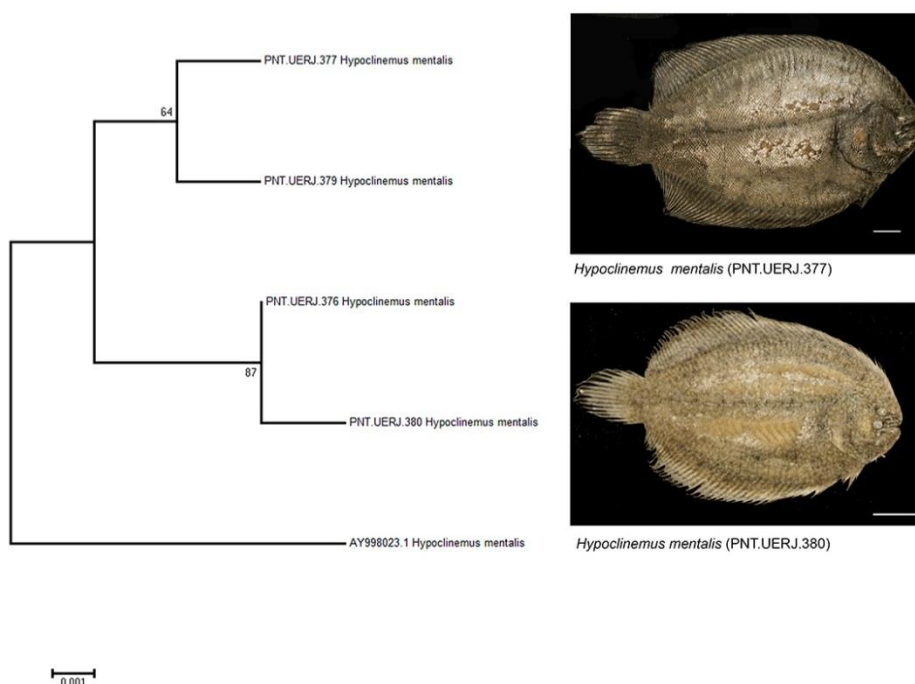 PNT.UERJ.377 Hypoclinemus mentalis
64
PNT.UERJ.379 Hypoclinemus mentalis
Hypoclinemus mentalis (PNT.UERJ.377)
PNT.UERJ.376 Hypoclinemus mentalis
87
PNT.UERJ.380 Hypoclinemus mentalis
AY998023.1 Hypoclinemus mentalis
Hypoclinemus mentalis (PNT.UERJ.380)
0.001